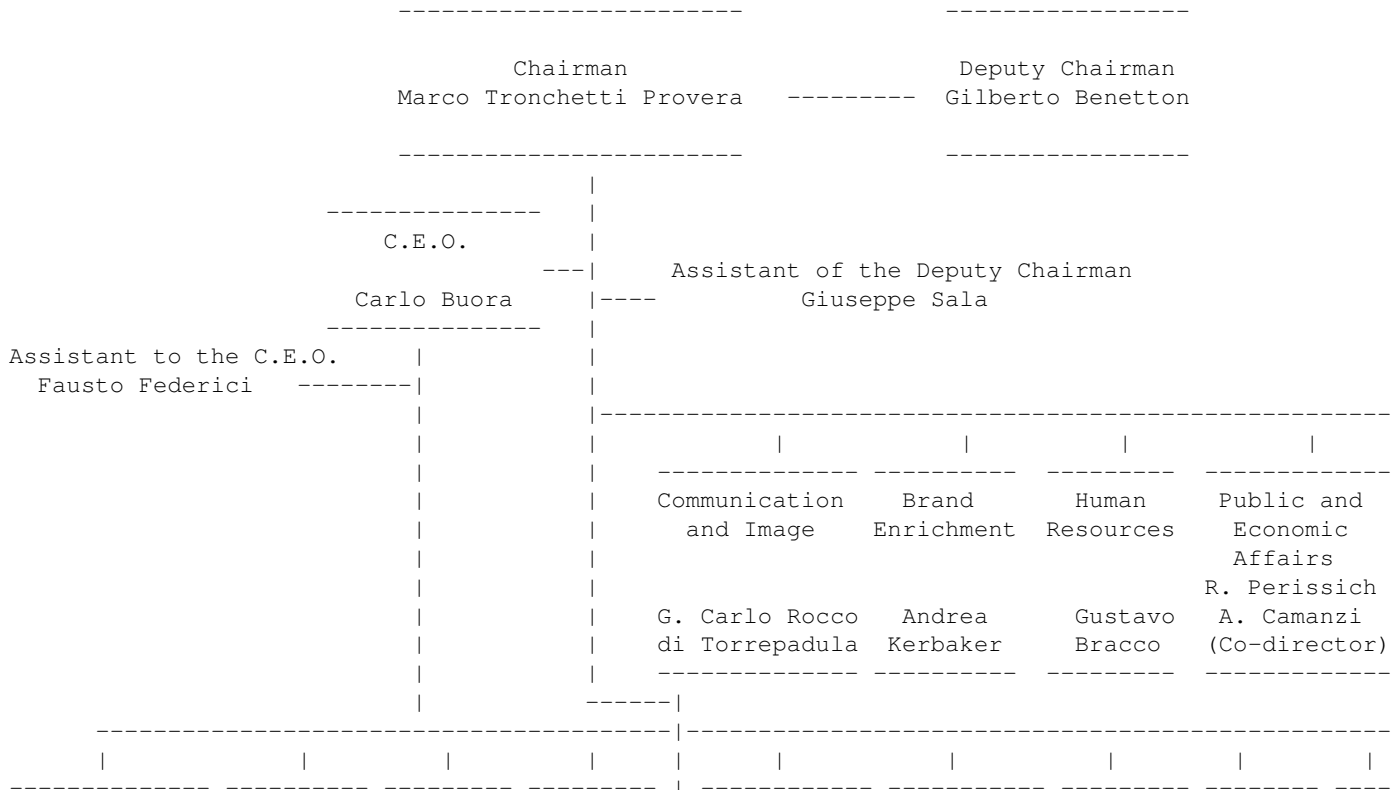 Chairman Deputy Chairman
Marco Tronchetti Provera --------- Gilberto Benetton
C.E.O.
Assistant of the Deputy Chairman
Carlo Buora Giuseppe Sala
Assistant to the C.E.O.
Fausto Federici
Communication Brand Human Public and
and Image Enrichment Resources Economic
Affairs
R. Perissich
G. Carlo Rocco Andrea Gustavo A. Camanzi
di Torrepadula Kerbaker Bracco (Co-director)